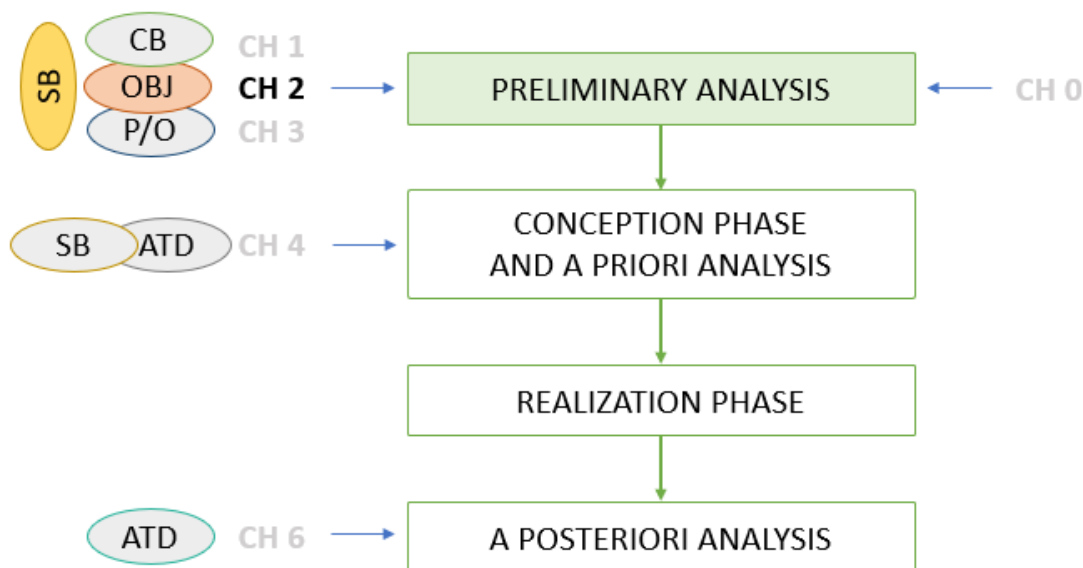 SB
CB
CH 1
OBJ
CH 2
PRELIMINARY ANALYSIS
CH 0
P/O
CH 3
SB
ATD
CH 4
CONCEPTION PHASE
AND A PRIORI ANALYSIS
REALIZATION PHASE
ATD
CH 6
A POSTERIORI ANALYSIS